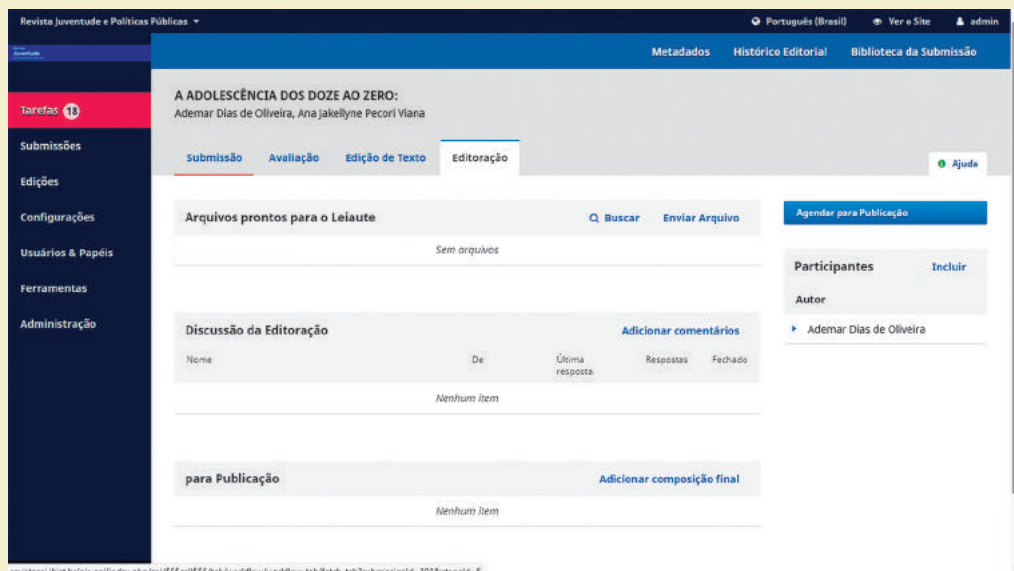 Revista Juventude e Políticas Públicas
Português (Brasil) Ver o Site admin
Juventude
Metadados Histórico Editorial Biblioteca da Submissão
A ADOLESCÊNCIA DOS DOZE AO ZERO:
Ademar Dias de Oliveira, Ana Jakellyne Pecori Viana
Tarefas 18
Submissões
Edições
Configurações
Usuários & Papéis
Ferramentas
Administração
Submissão Avaliação Edição de Texto Editoração
Ajuda
Arquivos prontos para o Leiaute Buscar Enviar Arquivo
Sem arquivos
Discussão da Editoração Adicionar comentários
Nome De Última resposta Respostas Fechado
Nenhum item
para Publicação Adicionar composição final
Nenhum item
Agendar para Publicação
Participantes Incluir
Autor
Ademar Dias de Oliveira